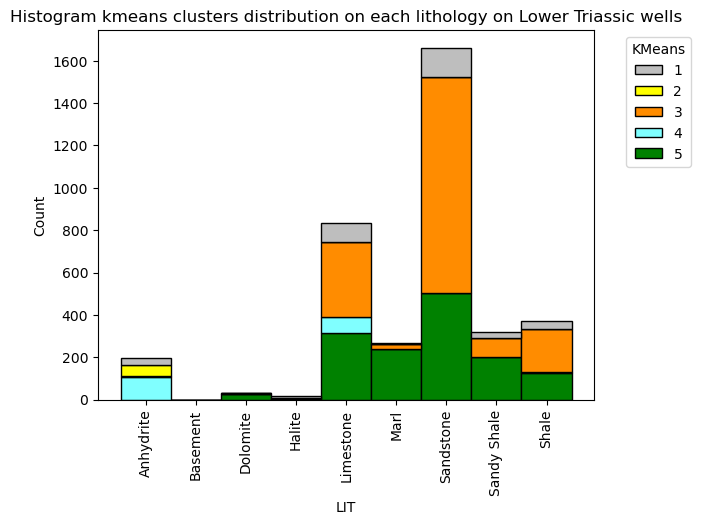 Histogram kmeans clusters distribution on each lithology on Lower Triassic wells
KMeans
1
2
3
4
5
1600
1400
1200
1000
800
600
400
200
0
Count
Anhydrite
Basement
Dolomite
Halite
Limestone
Marl
Sandstone
Sandy Shale
Shale
LIT